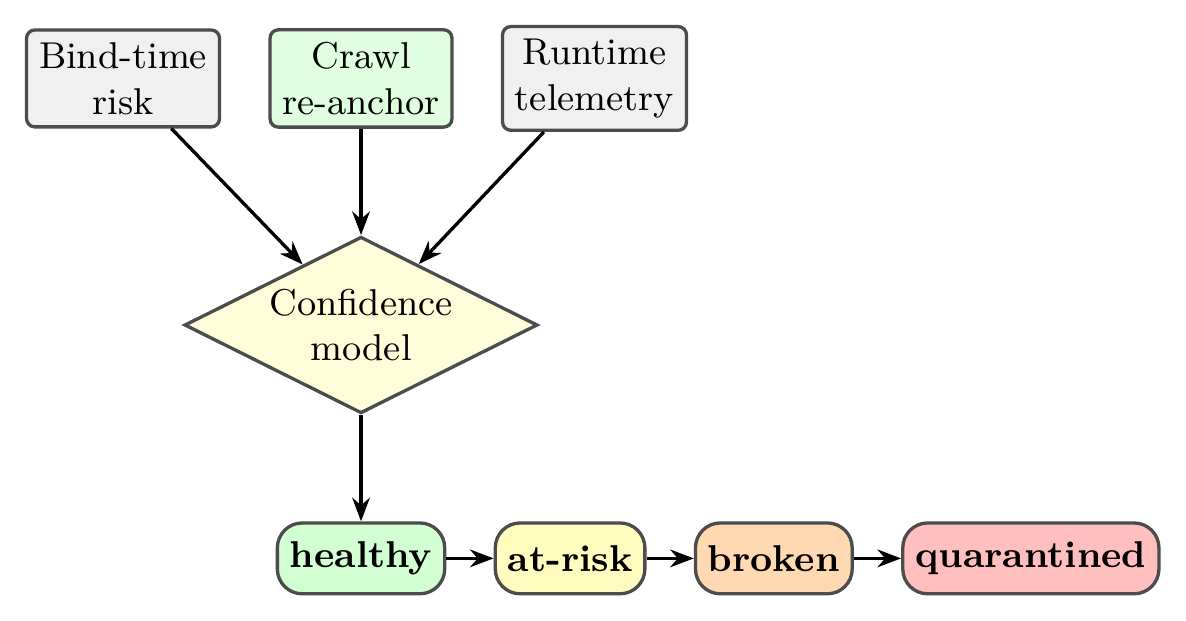 Bind-time
risk
Crawl
re-anchor
Runtime
telemetry
Confidence
model
healthy
at-risk
broken
quarantined